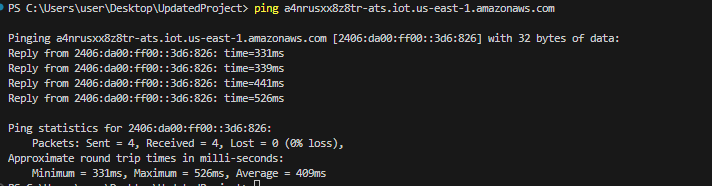 PS C:\Users\user\Desktop\UpdatedProject> ping a4nrusxx8z8tr-ats.iot.us-east-1.amazonaws.com
Pinging a4nrusxx8z8tr-ats.iot.us-east-1.amazonaws.com [2406:da00:ff00::3d6:826] with 32 bytes of data:
Reply from 2406:da00:ff00::3d6:826: time=331ms
Reply from 2406:da00:ff00::3d6:826: time=339ms
Reply from 2406:da00:ff00::3d6:826: time=441ms
Reply from 2406:da00:ff00::3d6:826: time=526ms
Ping statistics for 2406:da00:ff00::3d6:826:
Packets: Sent = 4, Received = 4, Lost = 0 (0% loss),
Approximate round trip times in milli-seconds:
Minimum = 331ms, Maximum = 526ms, Average = 409ms
PS C:\Users\user\Desktop\UpdatedProject>